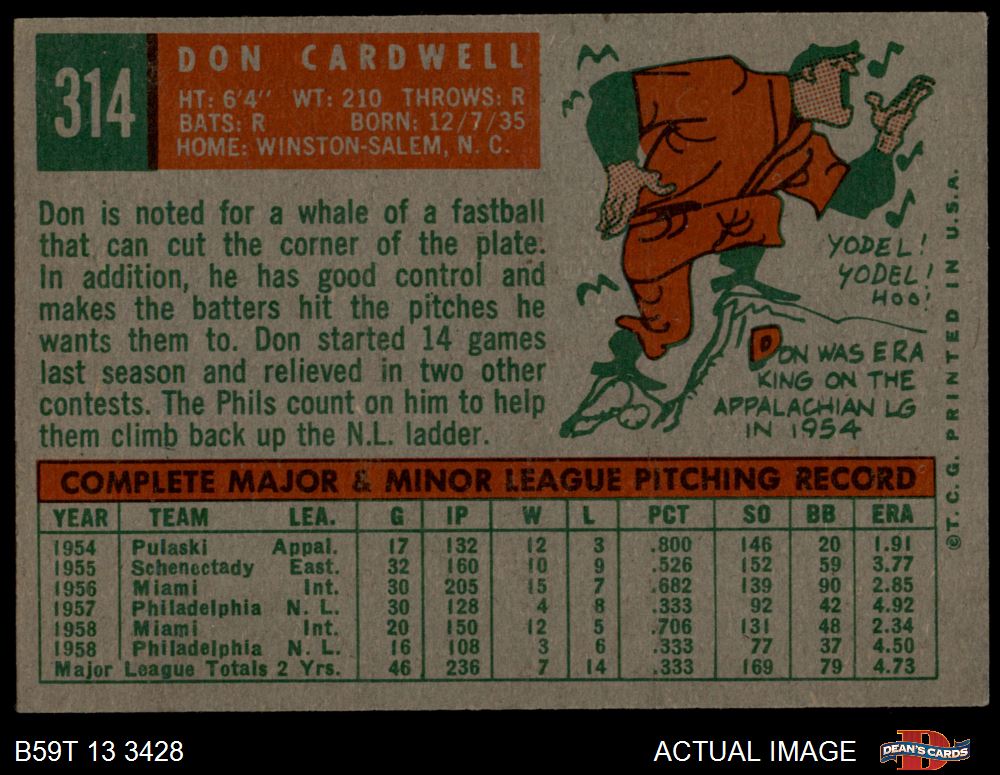 314
DON CARDWELL
HT: 6'4" WT: 210 THROWS: R
BATS: R BORN: 12/7/35
HOME: WINSTON-SALEM, N. C.
Don is noted for a whale of a fastball
that can cut the corner of the plate.
In addition, he has good control and
makes the batters hit the pitches he
wants them to. Don started 14 games
last season and relieved in two other
contests. The Phils count on him to help
them climb back up the N.L. ladder.
YODEL!
YODEL!
HOO!
DON WAS ERA
KING ON THE
APPALACHIAN LG
IN 1954
©T. C. G. PRINTED IN U.S.A.
COMPLETE MAJOR & MINOR LEAGUE PITCHING RECORD
YEAR TEAM LEA. G IP W L PCT SO BB ERA
1954 Pulaski Appal. 17 132 12 3 .800 146 20 1.91
1955 Schenectady East. 32 160 10 9 .526 152 59 3.77
1956 Miami Int. 30 205 15 7 .682 139 90 2.85
1957 Philadelphia N. L. 30 128 4 8 .333 92 42 4.92
1958 Miami Int. 20 150 12 5 .706 131 48 2.34
1958 Philadelphia N. L. 16 108 3 6 .333 77 37 4.50
Major League Totals 2 Yrs. 46 236 7 14 .333 169 79 4.73
B59T 13 3428
ACTUAL IMAGE
D
DEAN'S CARDS